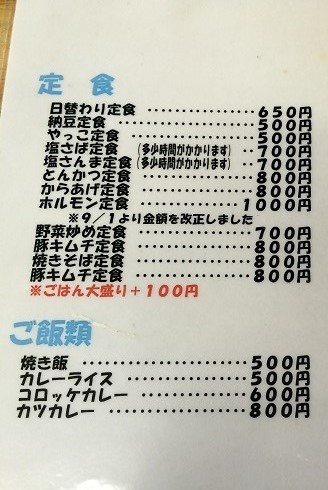 定 食
日替わり定食 ‥‥‥‥‥‥‥ 650円
納豆定食 ‥‥‥‥‥‥‥ 500円
やっこ定食 ‥‥‥‥‥‥‥ 500円
塩さば定食 (多少時間がかかります) ‥ 700円
塩さんま定食 (多少時間がかかります) ‥ 700円
とんかつ定食 ‥‥‥‥‥‥‥ 800円
からあげ定食 ‥‥‥‥‥‥‥ 800円
ホルモン定食 ‥‥‥‥‥‥ 1000円
※9/1より金額を改正しました
野菜炒め定食 ‥‥‥‥‥‥‥ 700円
豚キムチ定食 ‥‥‥‥‥‥‥ 800円
焼きそば定食 ‥‥‥‥‥‥‥ 800円
豚キムチ定食 ‥‥‥‥‥‥‥ 800円
※ごはん大盛り+100円
ご飯類
焼き飯 ‥‥‥‥‥‥‥‥‥ 500円
カレーライス ‥‥‥‥‥‥‥ 500円
コロッケカレー ‥‥‥‥‥‥ 600円
カツカレー ‥‥‥‥‥‥‥‥ 800円